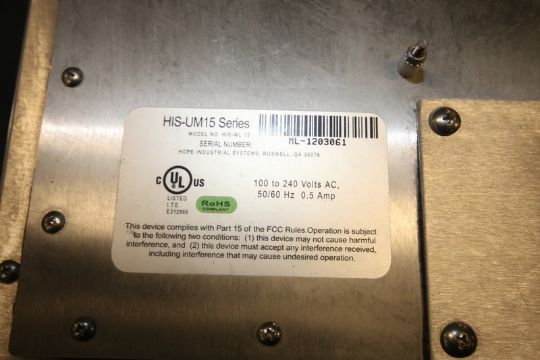 HIS-UM15 Series
MODEL NO. HIS-WL 15
SERIAL NUMBER:
ML-1203061
HOPE INDUSTRIAL SYSTEMS, ROSWELL, GA 30076
C UL US
LISTED
I.T.E.
E212889
RoHS
COMPLIANT
100 to 240 Volts AC,
50/60 Hz 0.5 Amp
This device complies with Part 15 of the FCC Rules.Operation is subject
to the following two conditions: (1) this device may not cause harmful
interference, and (2) this device must accept any interference received,
including interference that may cause undesired operation.